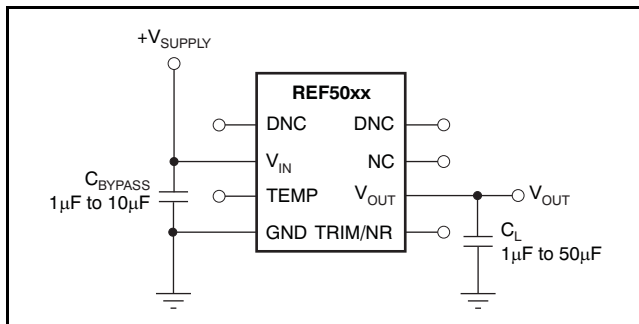 +VSUPPLY
REF50xx
DNC DNC
VIN NC
CBYPASS
1µF to 10µF
TEMP VOUT VOUT
GND TRIM/NR
CL
1µF to 50µF